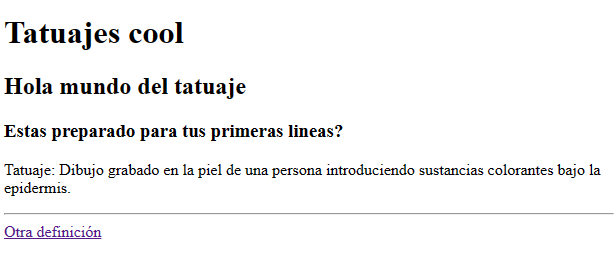 Tatuajes cool
Hola mundo del tatuaje
Estas preparado para tus primeras lineas?
Tatuaje: Dibujo grabado en la piel de una persona introduciendo sustancias colorantes bajo la
epidermis.
Otra definición